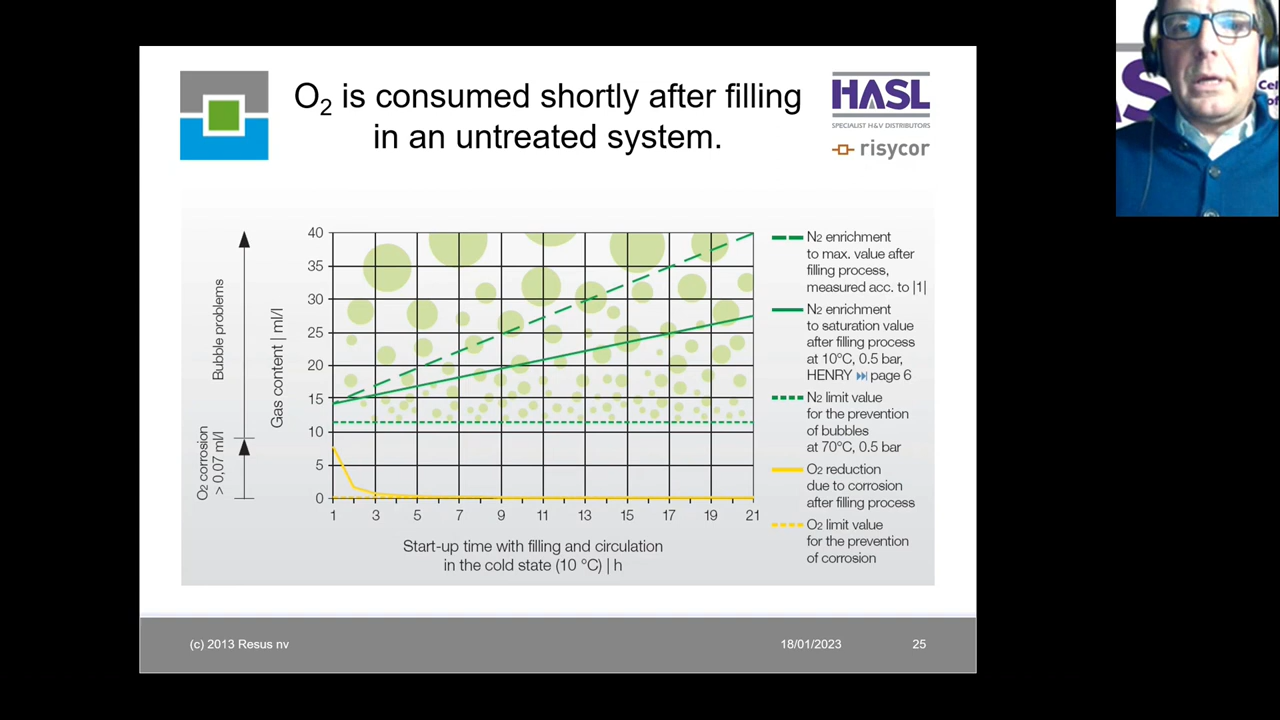 O2 is consumed shortly after filling
in an untreated system.
HASL
SPECIALIST H&V DISTRIBUTORS
risycor
Bubble problems
O2 corrosion
> 0,07 ml/l
Gas content | ml/l
40
35
30
25
20
15
10
5
0
1
3
5
7
9
11
13
15
17
19
21
Start-up time with filling and circulation
in the cold state (10 °C) | h
N2 enrichment
to max. value after
filling process,
measured acc. to |1|
N2 enrichment
to saturation value
after filling process
at 10°C, 0.5 bar,
HENRY page 6
N2 limit value
for the prevention
of bubbles
at 70°C, 0.5 bar
O2 reduction
due to corrosion
after filling process
O2 limit value
for the prevention
of corrosion
(c) 2013 Resus nv
18/01/2023
25